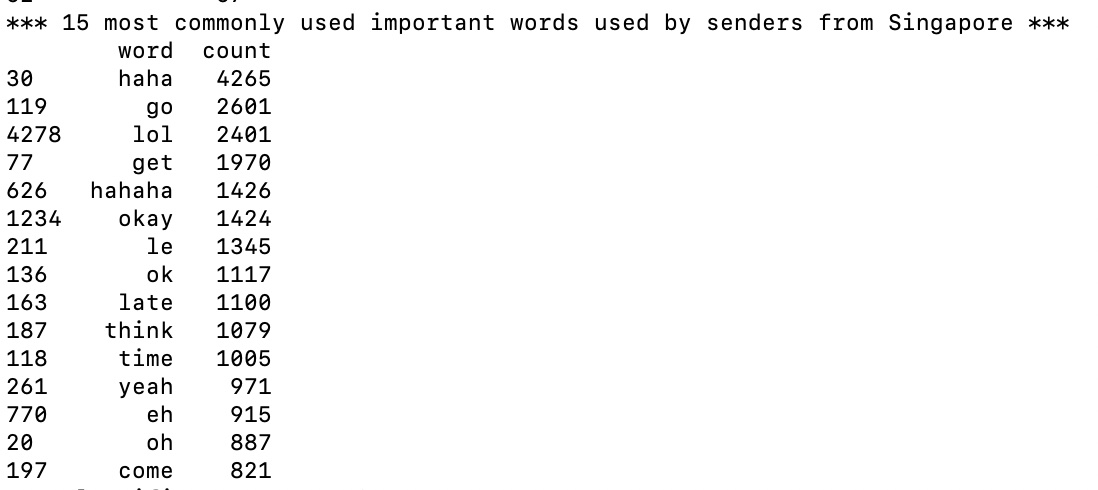 *** 15 most commonly used important words used by senders from Singapore ***
word count
30 haha 4265
119 go 2601
4278 lol 2401
77 get 1970
626 hahaha 1426
1234 okay 1424
211 le 1345
136 ok 1117
163 late 1100
187 think 1079
118 time 1005
261 yeah 971
770 eh 915
20 oh 887
197 come 821